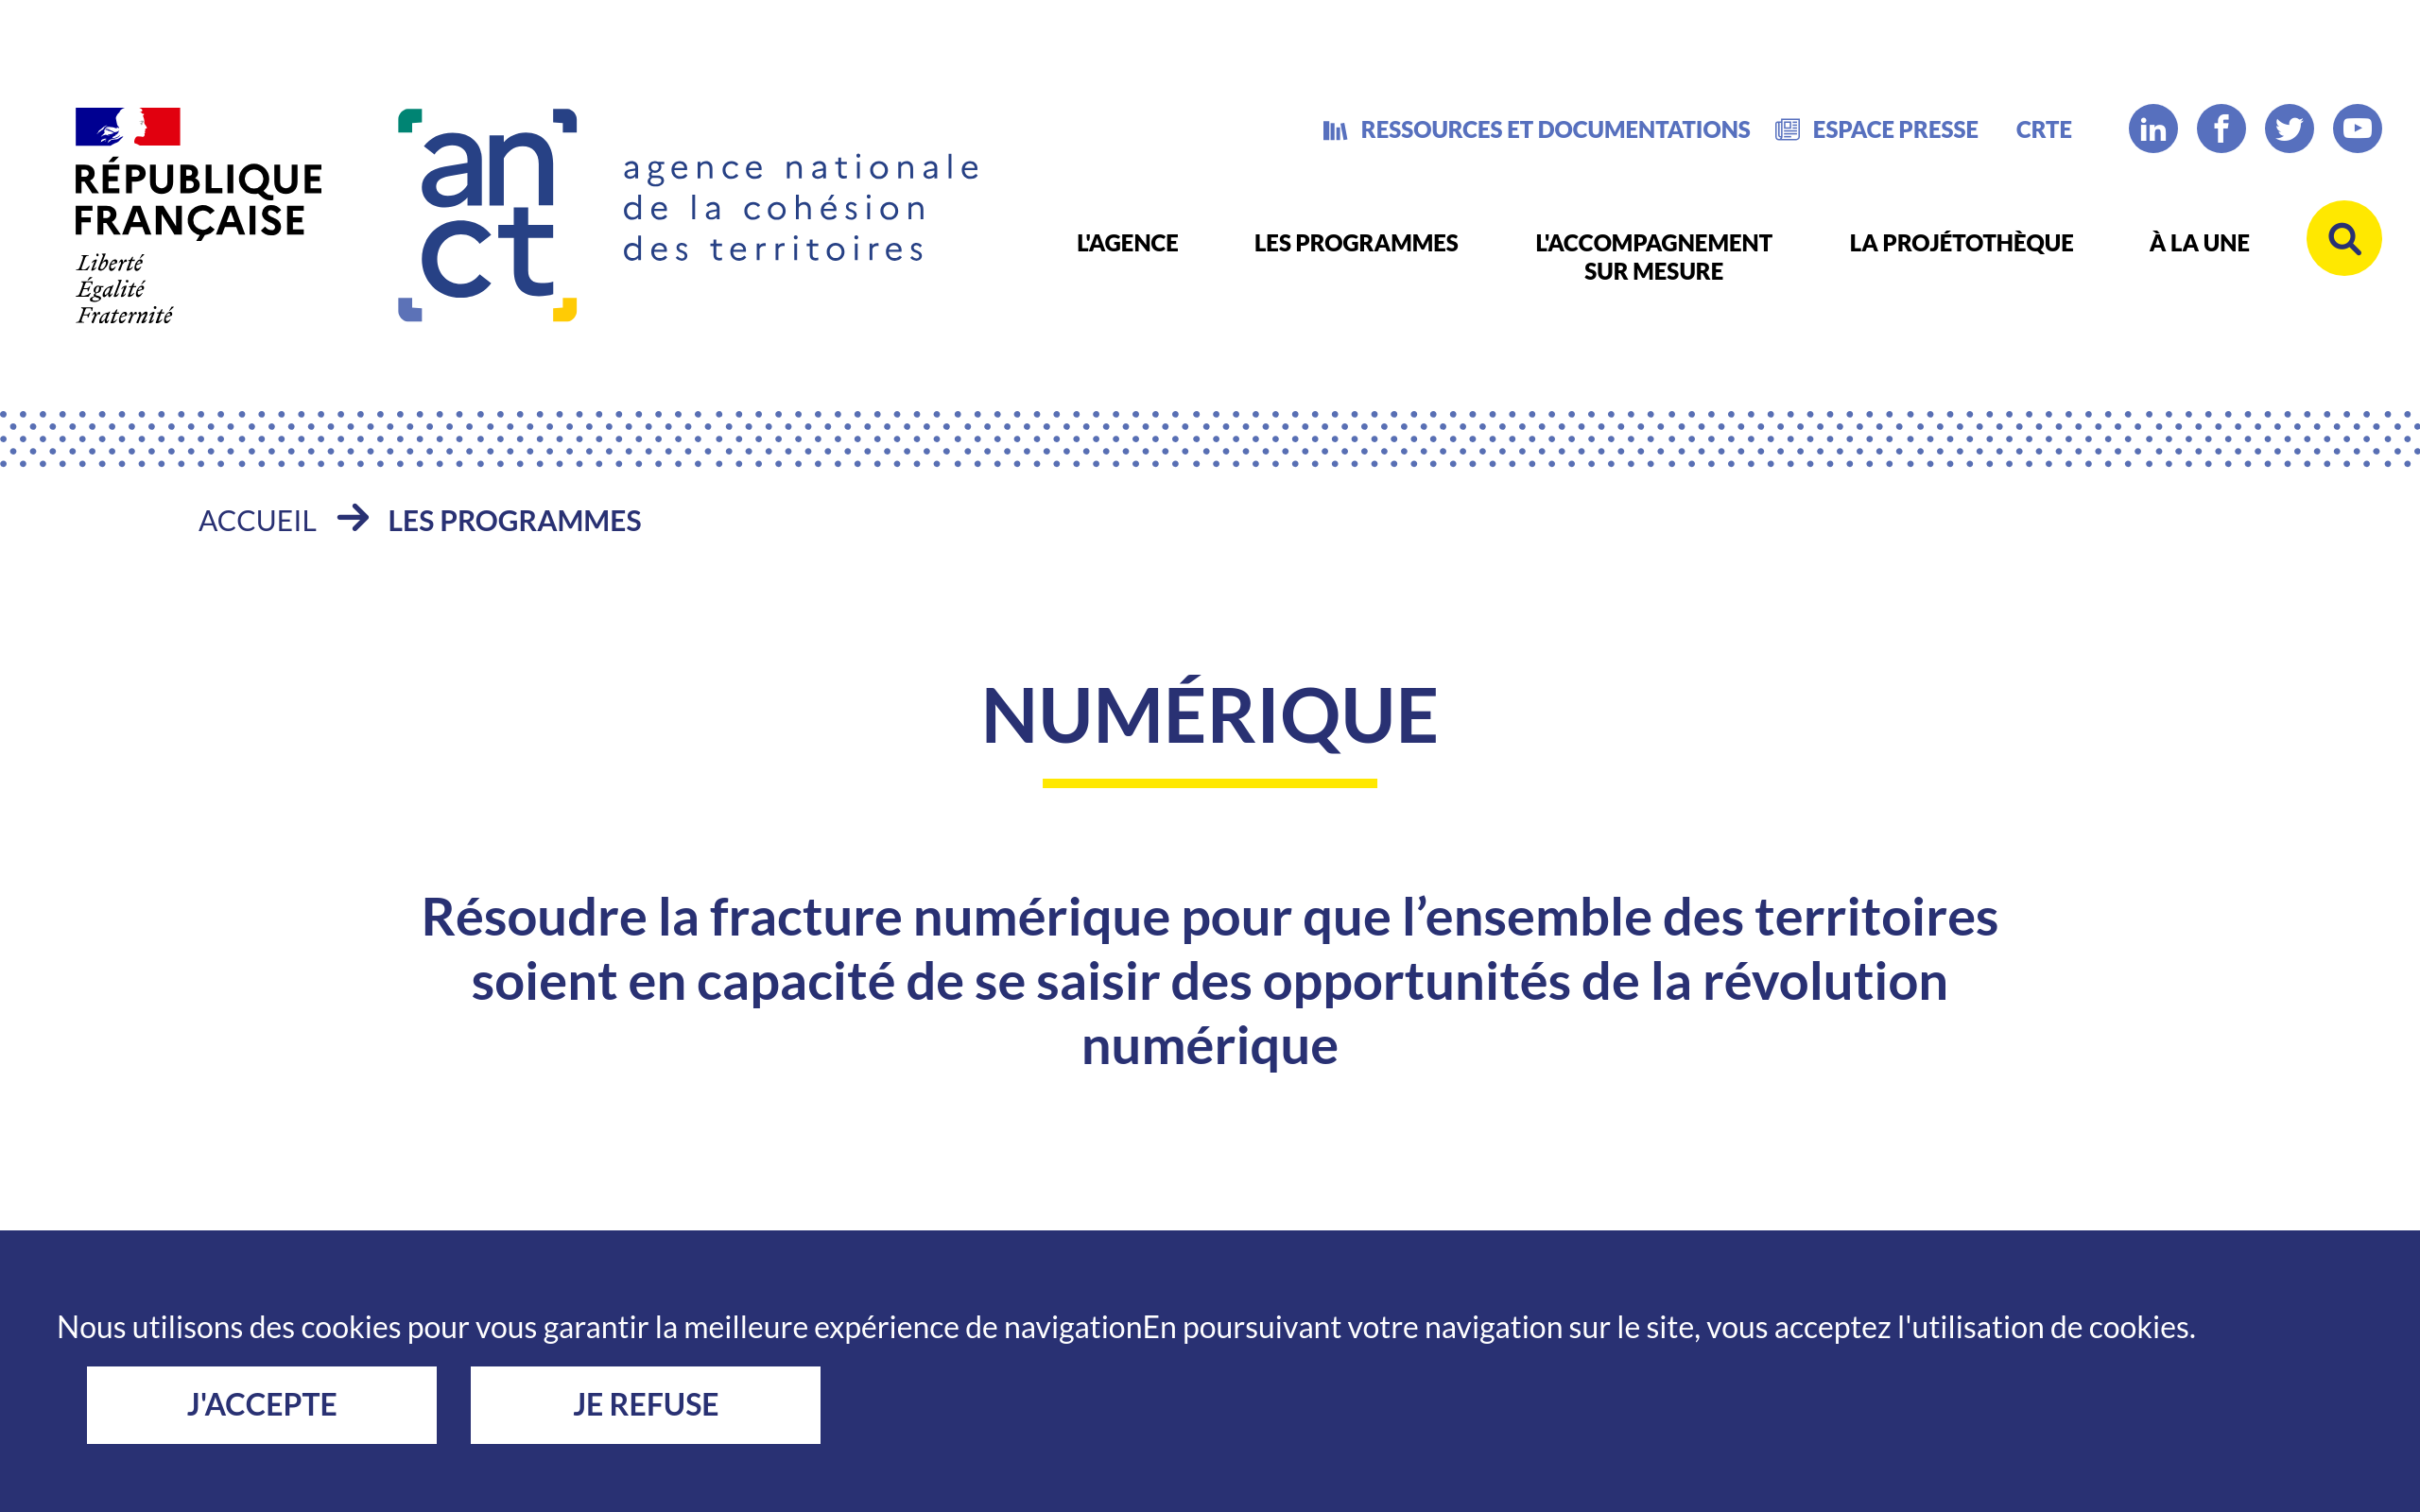 RÉPUBLIQUE
FRANÇAISE
Liberté
Égalité
Fraternité
an
ct
agence nationale
de la cohésion
des territoires
RESSOURCES ET DOCUMENTATIONS ESPACE PRESSE CRTE
L'AGENCE LES PROGRAMMES L'ACCOMPAGNEMENT
SUR MESURE
LA PROJÉTOTHÈQUE À LA UNE
ACCUEIL → LES PROGRAMMES
NUMÉRIQUE
Résoudre la fracture numérique pour que l’ensemble des territoires
soient en capacité de se saisir des opportunités de la révolution
numérique
Nous utilisons des cookies pour vous garantir la meilleure expérience de navigationEn poursuivant votre navigation sur le site, vous acceptez l'utilisation de cookies.
J'ACCEPTE JE REFUSE